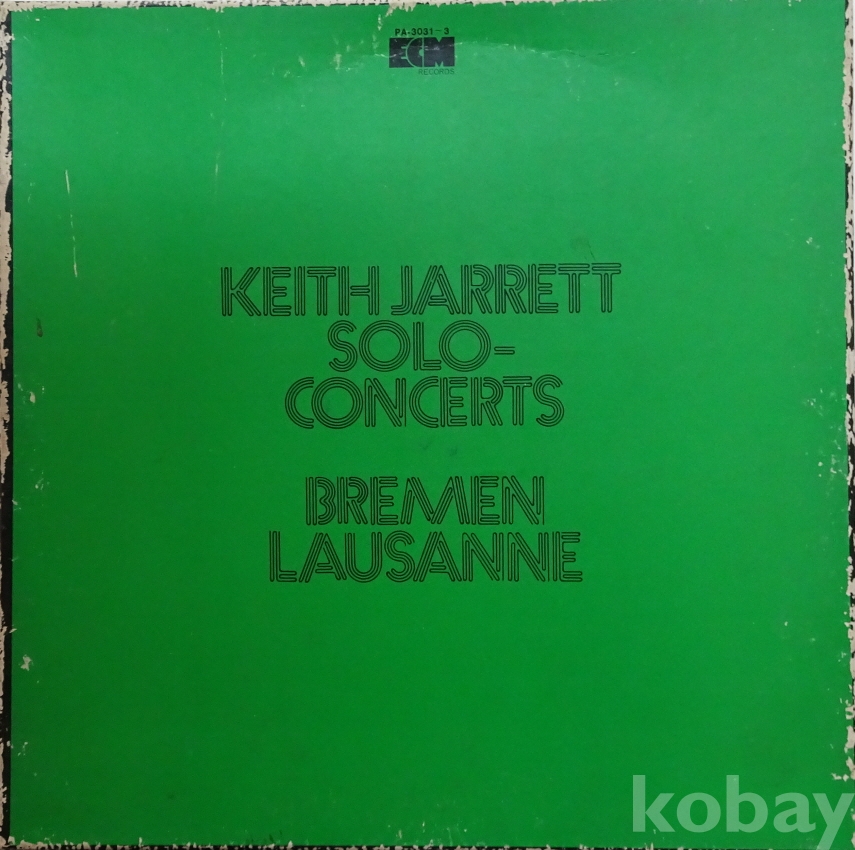 PA-3031-3
ECM
RECORDS
KEITH JARRETT
SOLO-
CONCERTS
BREMEN
LAUSANNE
kobay